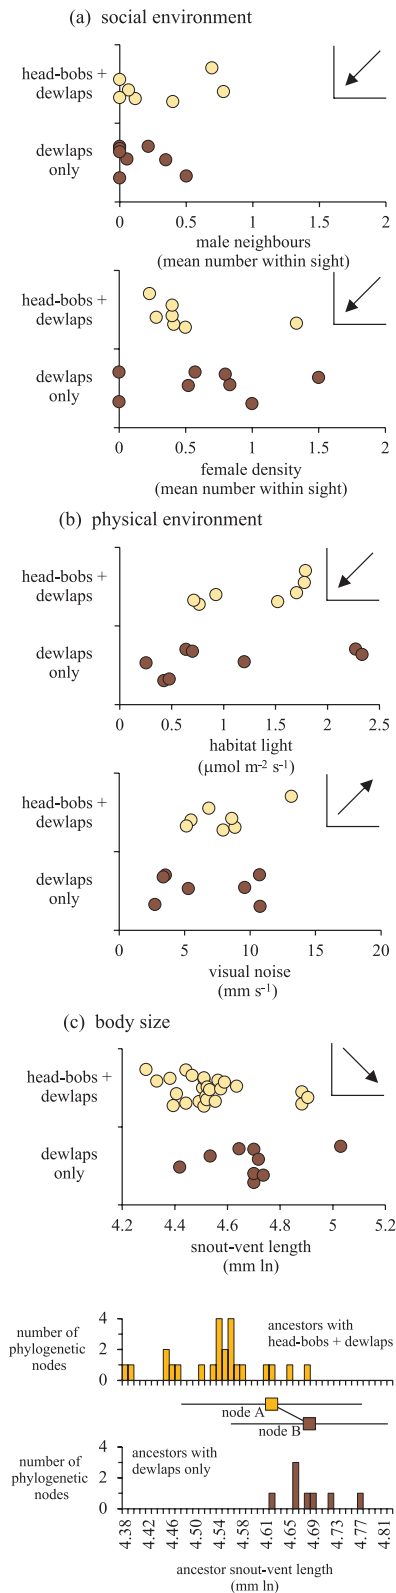 (a) social environment
head-bobs +
dewlaps
dewlaps
only
0 0.5 1 1.5 2
male neighbours
(mean number within sight)
head-bobs +
dewlaps
dewlaps
only
0 0.5 1 1.5 2
female density
(mean number within sight)
(b) physical environment
head-bobs +
dewlaps
dewlaps
only
0 0.5 1 1.5 2 2.5
habitat light
(µmol m⁻² s⁻¹)
head-bobs +
dewlaps
dewlaps
only
0 5 10 15 20
visual noise
(mm s⁻¹)
(c) body size
head-bobs +
dewlaps
dewlaps
only
4.2 4.4 4.6 4.8 5 5.2
snout-vent length
(mm ln)
number of
phylogenetic
nodes
4
2
0
ancestors with
head-bobs + dewlaps
node A
node B
number of
phylogenetic
nodes
4
2
0
ancestors with
dewlaps only
4.38 4.42 4.46 4.50 4.54 4.57 4.61 4.65 4.69 4.73 4.77 4.81
ancestor snout-vent length
(mm ln)